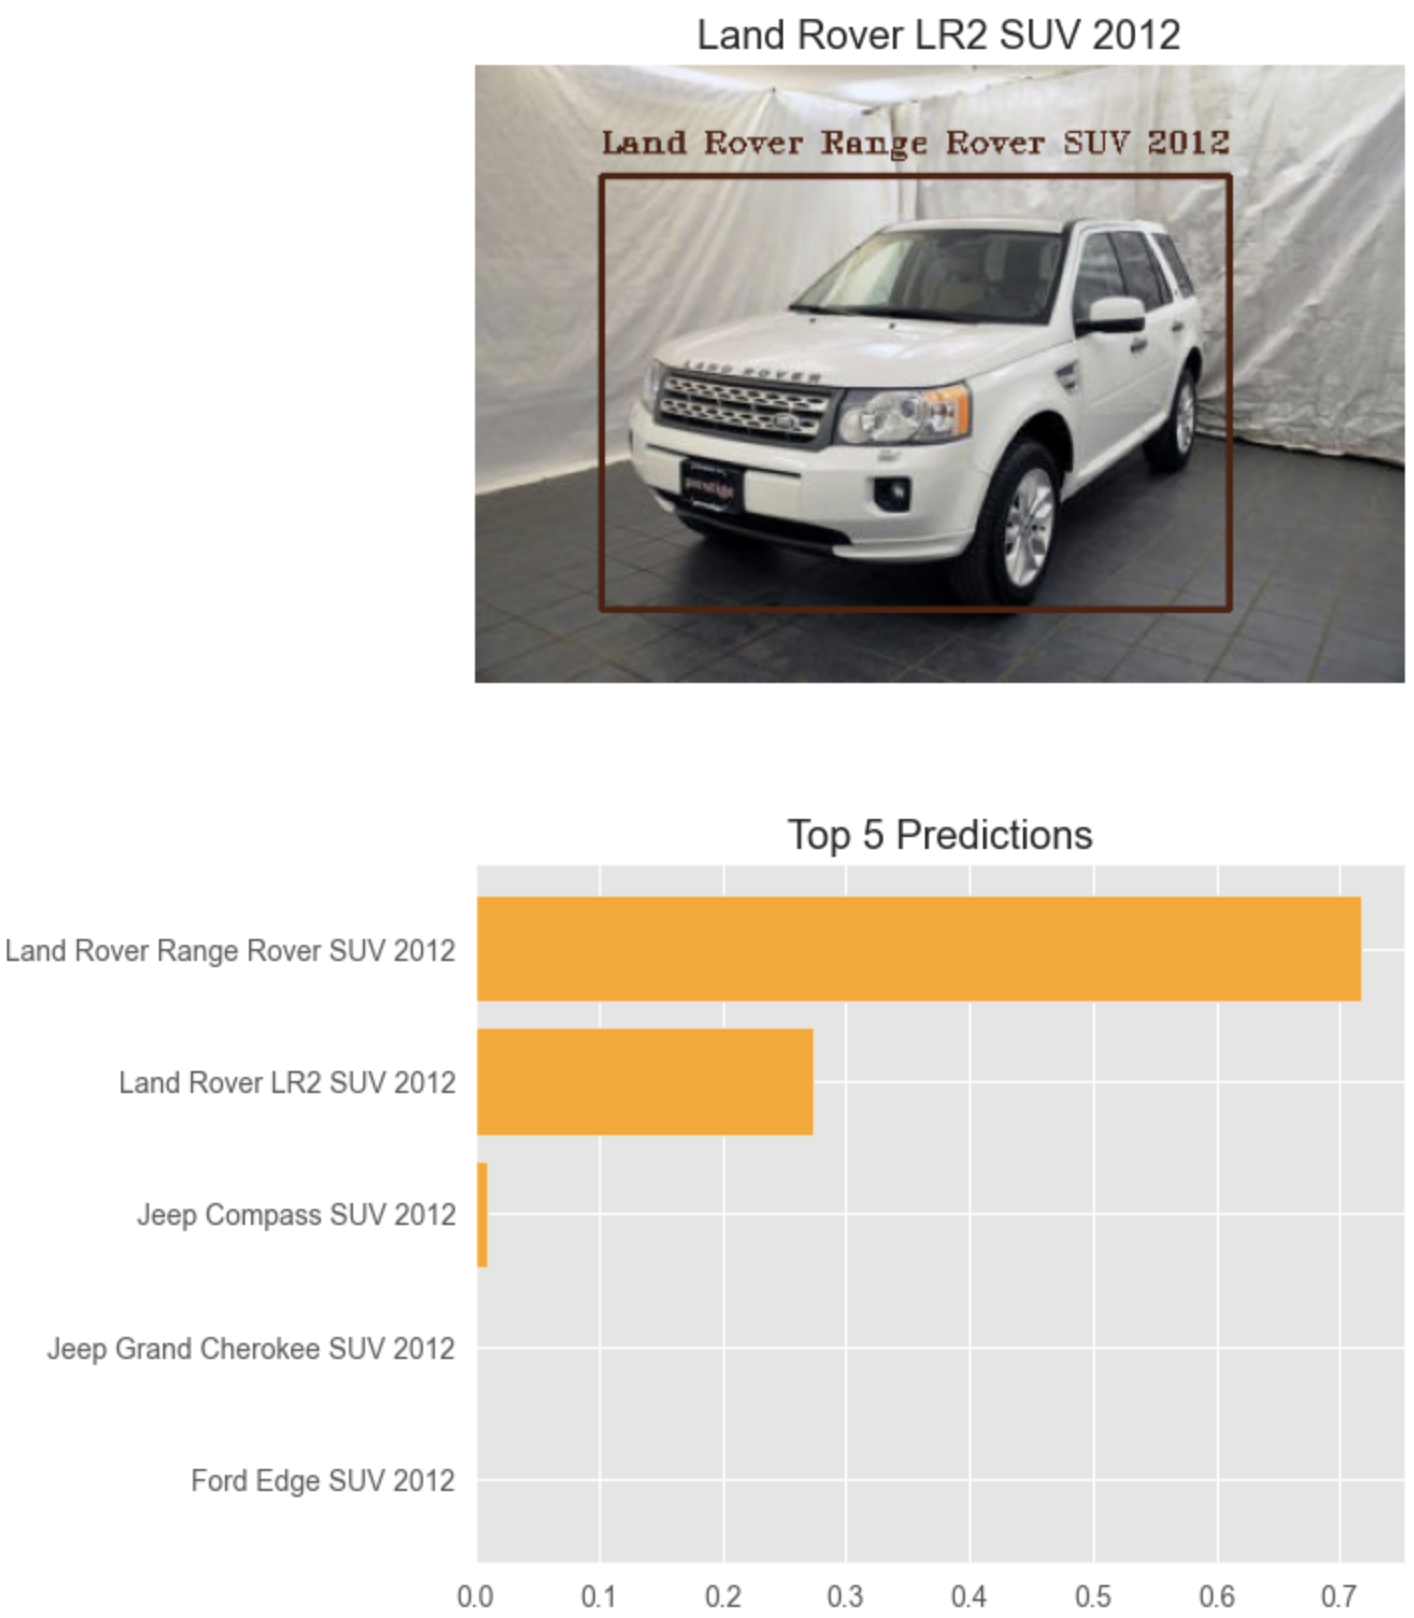 Land Rover LR2 SUV 2012
Land Rover Range Rover SUV 2012
LAND ROVER
prestige
Top 5 Predictions
Land Rover Range Rover SUV 2012
Land Rover LR2 SUV 2012
Jeep Compass SUV 2012
Jeep Grand Cherokee SUV 2012
Ford Edge SUV 2012
0.0 0.1 0.2 0.3 0.4 0.5 0.6 0.7